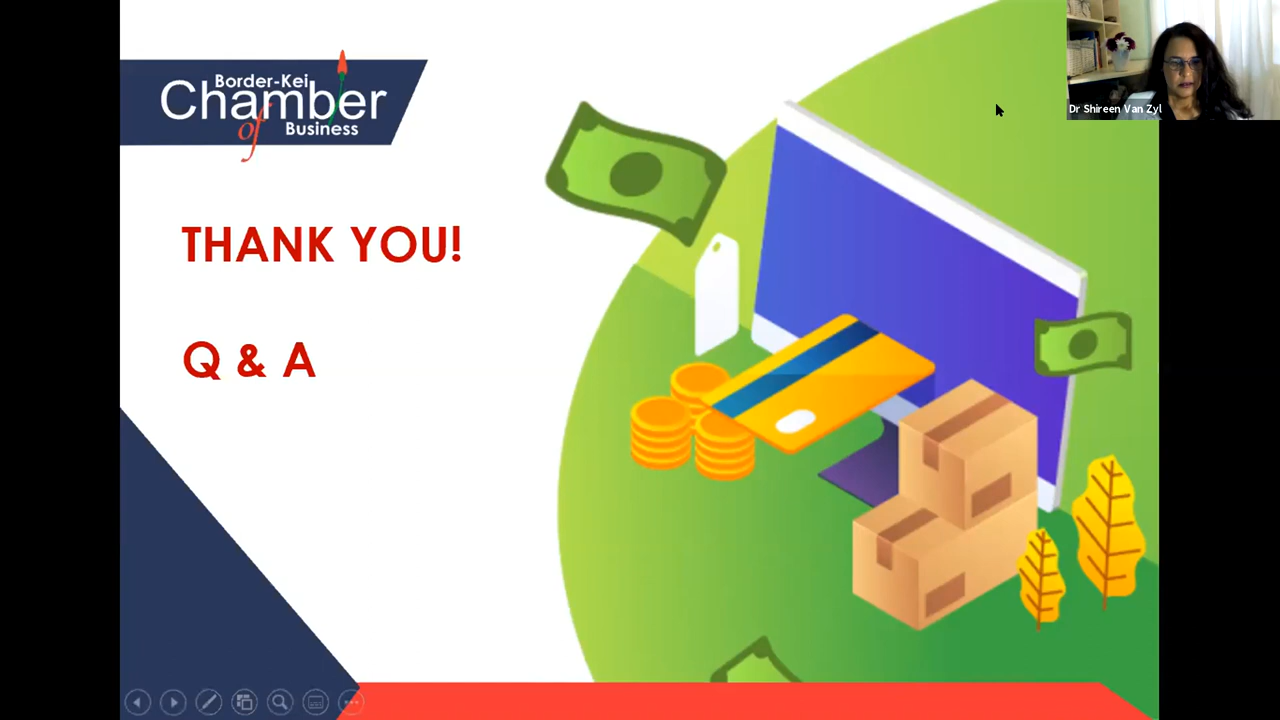 Border-Kei
Chamber
of Business
THANK YOU!
Q & A
Dr Shireen Van Zyl